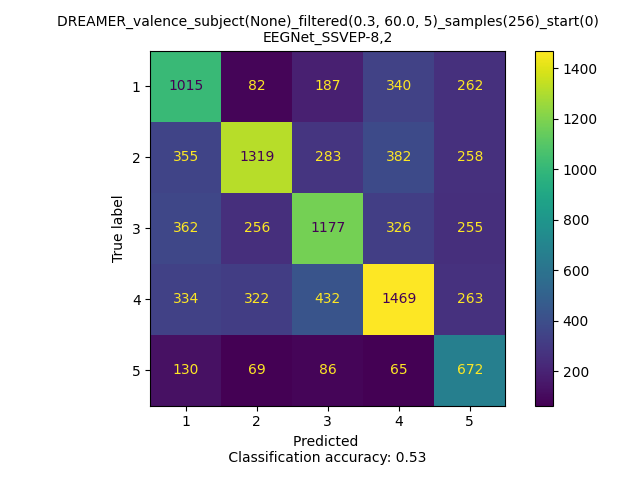 DREAMER_valence_subject(None)_filtered(0.3, 60.0, 5)_samples(256)_start(0)
EEGNet_SSVEP-8,2
1 1015 82 187 340 262
2 355 1319 283 382 258
3 362 256 1177 326 255
4 334 322 432 1469 263
5 130 69 86 65 672
1 2 3 4 5
True label
Predicted
Classification accuracy: 0.53
1400
1200
1000
800
600
400
200